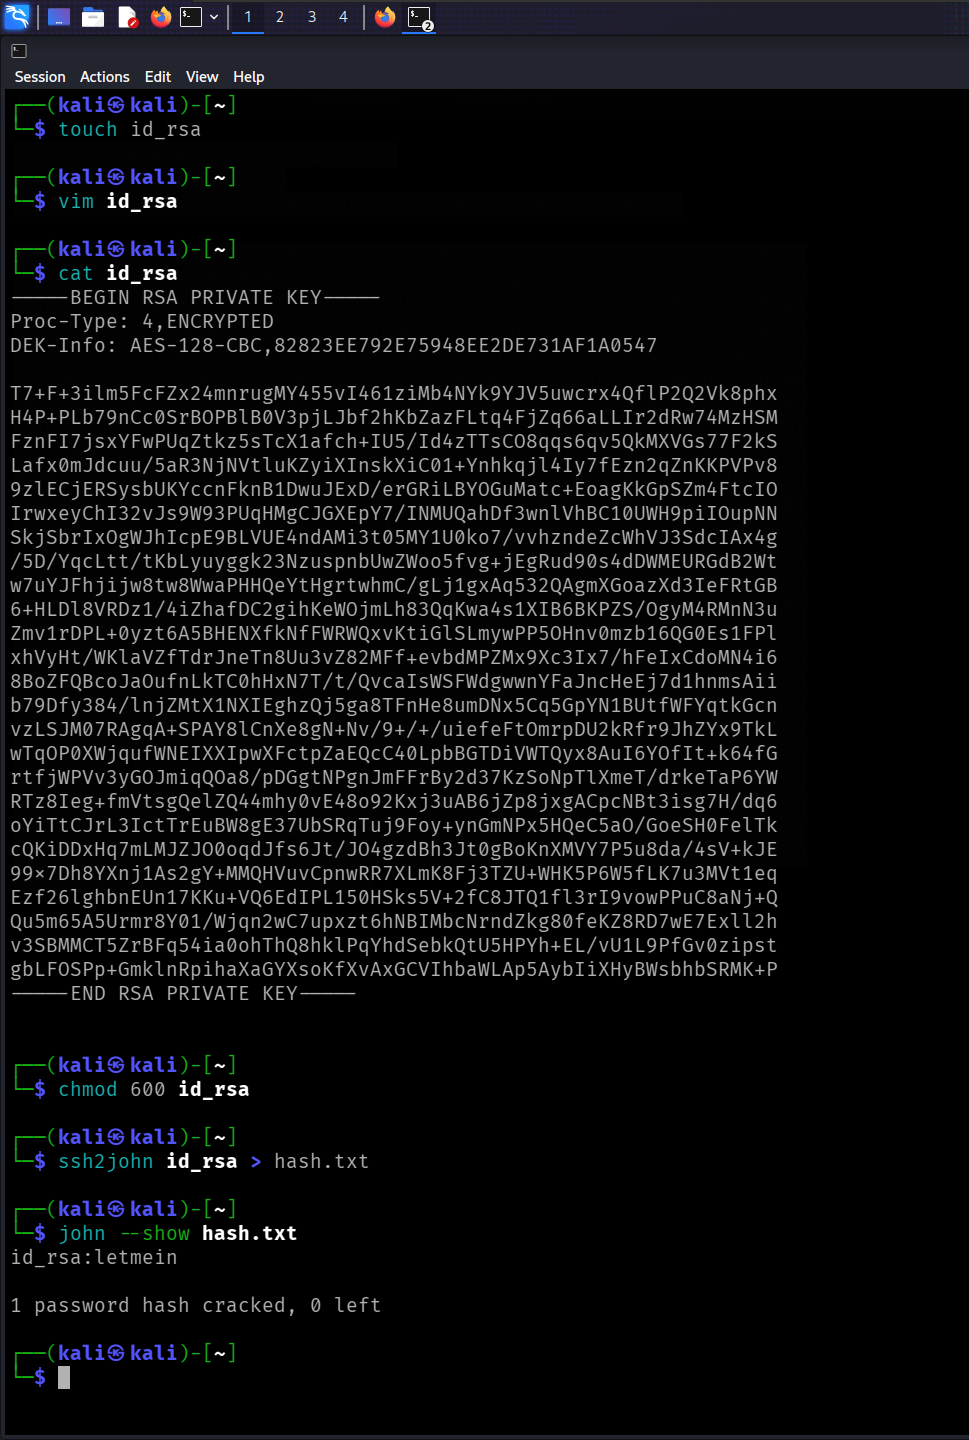 1 2 3 4 2
Session Actions Edit View Help
┌──(kali㉿kali)-[~]
└─$ touch id_rsa
┌──(kali㉿kali)-[~]
└─$ vim id_rsa
┌──(kali㉿kali)-[~]
└─$ cat id_rsa
-----BEGIN RSA PRIVATE KEY-----
Proc-Type: 4,ENCRYPTED
DEK-Info: AES-128-CBC,82823EE792E75948EE2DE731AF1A0547

T7+F+3ilm5FcFZx24mnrugMY455vI461ziMb4NYk9YJV5uwcrx4QflP2Q2Vk8phx
H4P+PLb79nCc0SrBOPBlB0V3pjLJbf2hKbZazFLtq4FjZq66aLLIr2dRw74MzHSM
FznFI7jsxYFwPUqZtkz5sTcX1afch+IU5/Id4zTTsCO8qqs6qv5QkMXVGs77F2kS
Lafx0mJdcuu/5aR3NjNVtluKZyiXInskXiC01+Ynhkqjl4Iy7fEzn2qZnKKPVPv8
9zlECjERSysbUKYccnFknB1DwuJExD/erGRiLBYOGuMatc+EoagKkGpSZm4FtcIO
IrwxeyChI32vJs9W93PUqHMgCJGXEpY7/INMUQahDf3wnlVhBC10UWH9piIOupNN
SkjSbrIxOgWJhIcpE9BLVUE4ndAMi3t05MY1U0ko7/vvhzndeZcWhVJ3SdcIAx4g
/5D/YqcLtt/tKbLyuyggk23NzuspnbUwZWoo5fvg+jEgRud90s4dDWMEURGdB2Wt
w7uYJFhjijw8tw8WwaPHHQeYtHgrtwhmC/gLj1gxAq532QAgmXGoazXd3IeFRtGB
6+HLDl8VRDz1/4iZhafDC2gihKeWOjmLh83QqKwa4s1XIB6BKPZS/OgyM4RMnN3u
Zmv1rDPL+0yzt6A5BHENXfkNfFWRWQxvKtiGlSLmywPP5OHnv0mzb16QG0Es1FPl
xhVyHt/WKlaVZfTdrJneTn8Uu3vZ82MFf+evbdMPZMx9Xc3Ix7/hFeIxCdoMN4i6
8BoZFQBcoJaOufnLkTC0hHxN7T/t/QvcaIsWSFWdgwwnYFaJncHeEj7d1hnmsAii
b79Dfy384/lnjZMtX1NXIEghzQj5ga8TFnHe8umDNx5Cq5GpYN1BUtfWFYqtkGcn
vzLSJM07RAgqA+SPAY8lCnXe8gN+Nv/9+/+/uiefeFtOmrpDU2kRfr9JhZYx9TkL
wTqOP0XWjqufWNEIXXIpwXFctpZaEQcC40LpbBGTDiVWTQyx8AuI6YOfIt+k64fG
rtfjWPVv3yGOJmiqQOa8/pDGgtNPgnJmFFrBy2d37KzSoNpTlXmeT/drkeTaP6YW
RTz8Ieg+fmVtsgQelZQ44mhy0vE48o92Kxj3uAB6jZp8jxgACpcNBt3isg7H/dq6
oYiTtCJrL3IctTrEuBW8gE37UbSRqTuj9Foy+ynGmNPx5HQeC5aO/GoeSH0FelTk
cQKiDDxHq7mLMJZJO0oqdJfs6Jt/JO4gzdBh3Jt0gBoKnXMVY7P5u8da/4sV+kJE
99x7Dh8YXnj1As2gY+MMQHVuvCpnwRR7XLmK8Fj3TZU+WHK5P6W5fLK7u3MVt1eq
Ezf26lghbnEUn17KKu+VQ6EdIPL150HSks5V+2fC8JTQ1fl3rI9vowPPuC8aNj+Q
Qu5m65A5Urmr8Y01/Wjqn2wC7upxzt6hNBIMbcNrndZkg80feKZ8RD7wE7Exll2h
v3SBMMCT5ZrBFq54ia0ohThQ8hklPqYhdSebkQtU5HPYh+EL/vU1L9PfGv0zipst
gbLFOSPp+GmklnRpihaXaGYXsoKfXvAxGCVIhbaWLAp5AybIiXHyBWsbhbSRMK+P
-----END RSA PRIVATE KEY-----
┌──(kali㉿kali)-[~]
└─$ chmod 600 id_rsa
┌──(kali㉿kali)-[~]
└─$ ssh2john id_rsa > hash.txt
┌──(kali㉿kali)-[~]
└─$ john --show hash.txt
id_rsa:letmein
1 password hash cracked, 0 left
┌──(kali㉿kali)-[~]
└─$